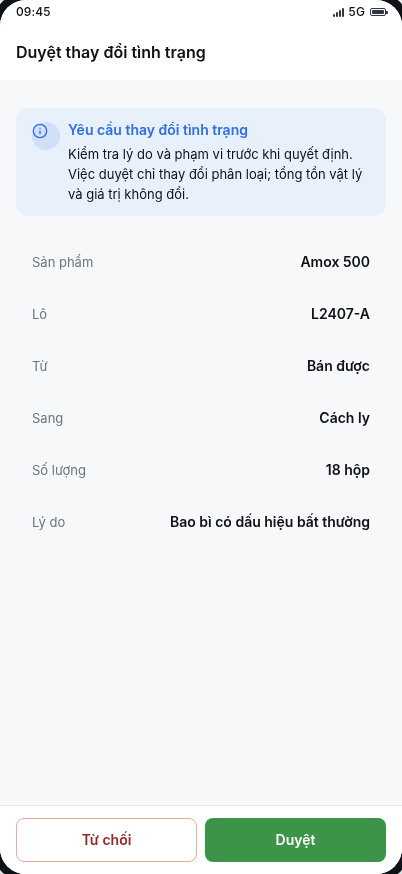 09:45
5G
Duyệt thay đổi tình trạng
Yêu cầu thay đổi tình trạng
Kiểm tra lý do và phạm vi trước khi quyết định.
Việc duyệt chỉ thay đổi phân loại; tổng tồn vật lý
và giá trị không đổi.
Sản phẩm Amox 500
Lô L2407-A
Từ Bán được
Sang Cách ly
Số lượng 18 hộp
Lý do Bao bì có dấu hiệu bất thường
Từ chối Duyệt